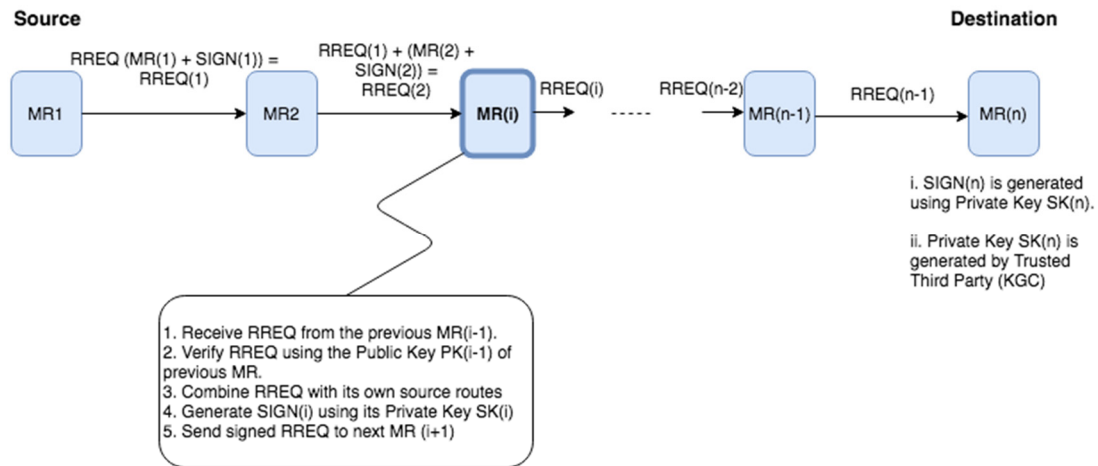 Source
Destination
RREQ (MR(1) + SIGN(1)) =
RREQ(1)
RREQ(1) + (MR(2) +
SIGN(2)) =
RREQ(2)
RREQ(i)
RREQ(n-2)
RREQ(n-1)
MR1
MR2
MR(i)
-----
MR(n-1)
MR(n)
i. SIGN(n) is generated
using Private Key SK(n).
ii. Private Key SK(n) is
generated by Trusted
Third Party (KGC)
1. Receive RREQ from the previous MR(i-1).
2. Verify RREQ using the Public Key PK(i-1) of
previous MR.
3. Combine RREQ with its own source routes
4. Generate SIGN(i) using its Private Key SK(i)
5. Send signed RREQ to next MR (i+1)